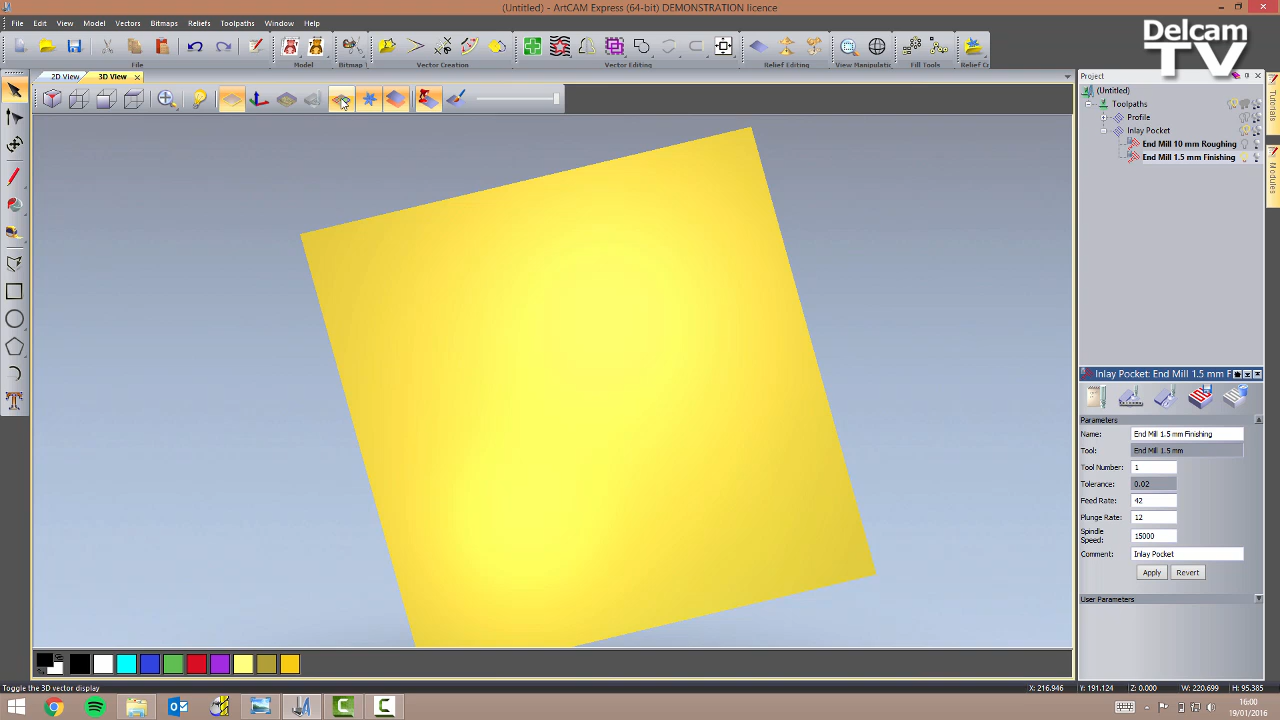 (Untitled) - ArtCAM Express (64-bit) DEMONSTRATION licence
File Edit View Model Vectors Bitmaps Reliefs Toolpaths Window Help
Delcam
TV
File Model Bitmap Vector Creation Vector Editing Relief Editing View Manipulati Fill Tools Relief C
2D View 3D View
Project
(Untitled)
Toolpaths
Profile
Inlay Pocket
End Mill 10 mm Roughing
End Mill 1.5 mm Finishing
Tutorials
Modules
Inlay Pocket: End Mill 1.5 mm F
Parameters
Name: End Mill 1.5 mm Finishing
Tool: End Mill 1.5 mm
Tool Number: 1
Tolerance: 0.02
Feed Rate: 42
Plunge Rate: 12
Spindle Speed: 15000
Comment: Inlay Pocket
Apply Revert
User Parameters
Toggle the 3D vector display
X: 216.946 Y: 191.124 Z: 0.000 W: 220.699 H: 95.385
16:00
19/01/2016